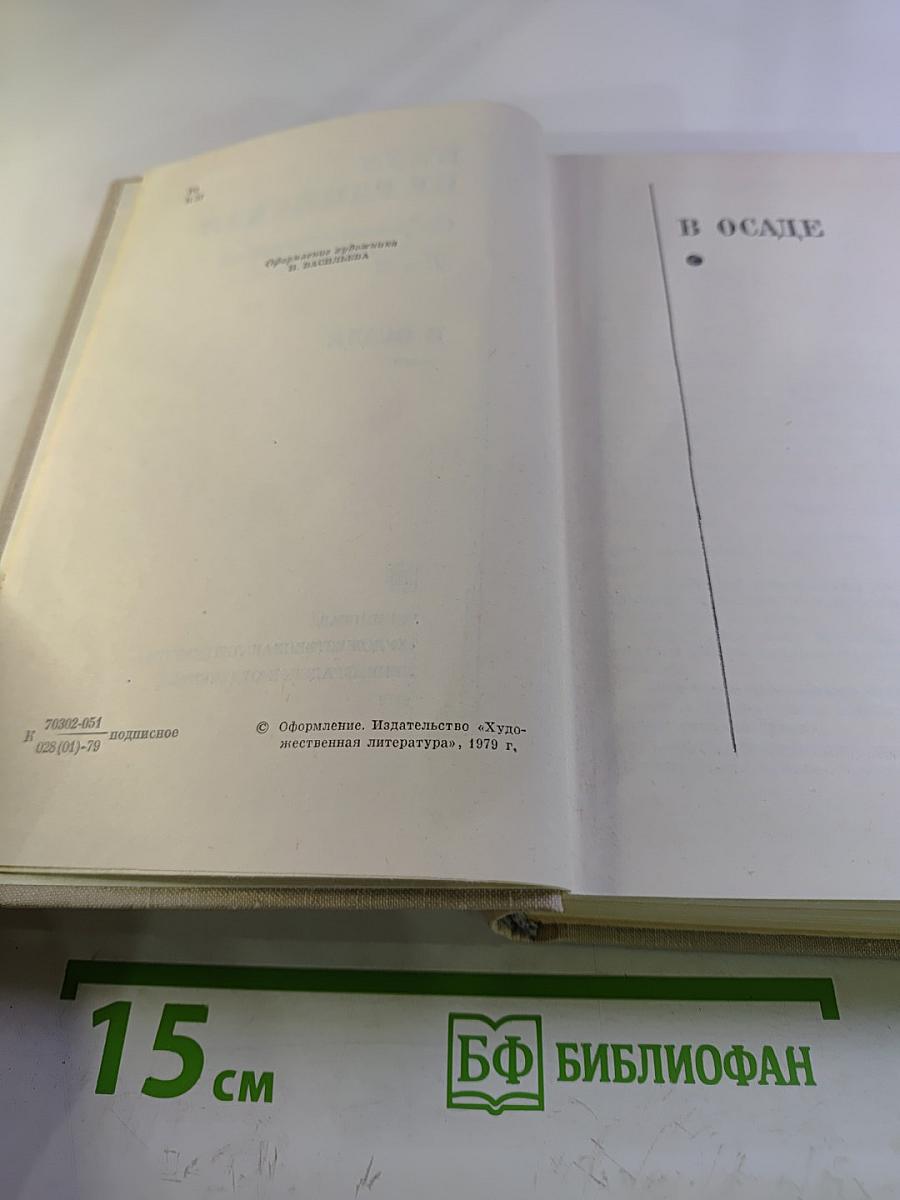 Оформление художника
В. ВАСИЛЬЕВА
К 70302-051
028(01)-79 подписное
© Оформление. Издательство «Худо-
жественная литература», 1979 г.
В ОСАДЕ
15 см
БФ БИБЛИОФАН